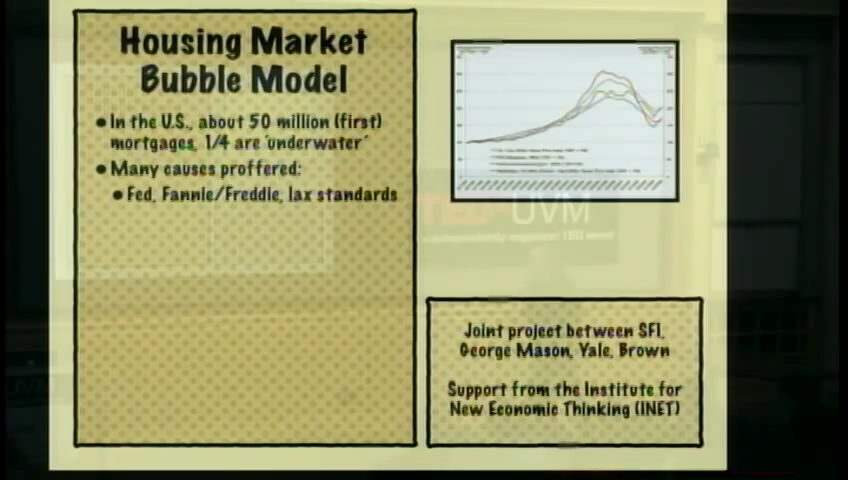 Housing Market
Bubble Model
• In the U.S., about 50 million (first)
mortgages, 1/4 are 'underwater'
• Many causes proffered:
• Fed, Fannie/Freddie, lax standards
UVM
Joint project between SFI,
George Mason, Yale, Brown
Support from the Institute for
New Economic Thinking (INET)